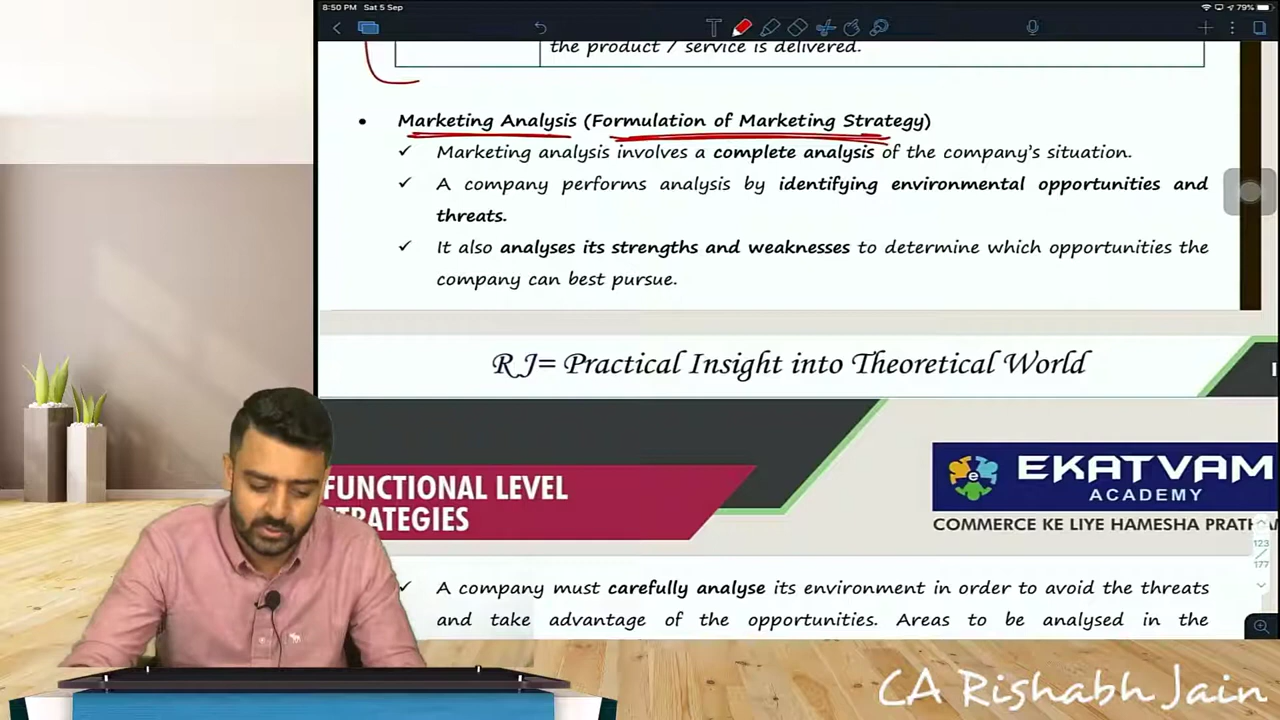 8:50 PM Sat 5 Sep
79%
the product / service is delivered.
• Marketing Analysis (Formulation of Marketing Strategy)
✓ Marketing analysis involves a complete analysis of the company's situation.
✓ A company performs analysis by identifying environmental opportunities and
threats.
✓ It also analyses its strengths and weaknesses to determine which opportunities the
company can best pursue.
R J= Practical Insight into Theoretical World
FUNCTIONAL LEVEL
STRATEGIES
e
EKATVAM
ACADEMY
COMMERCE KE LIYE HAMESHA
123
/
177
✓ A company must carefully analyse its environment in order to avoid the threats
and take advantage of the opportunities. Areas to be analysed in the
CA Rishabh Jain